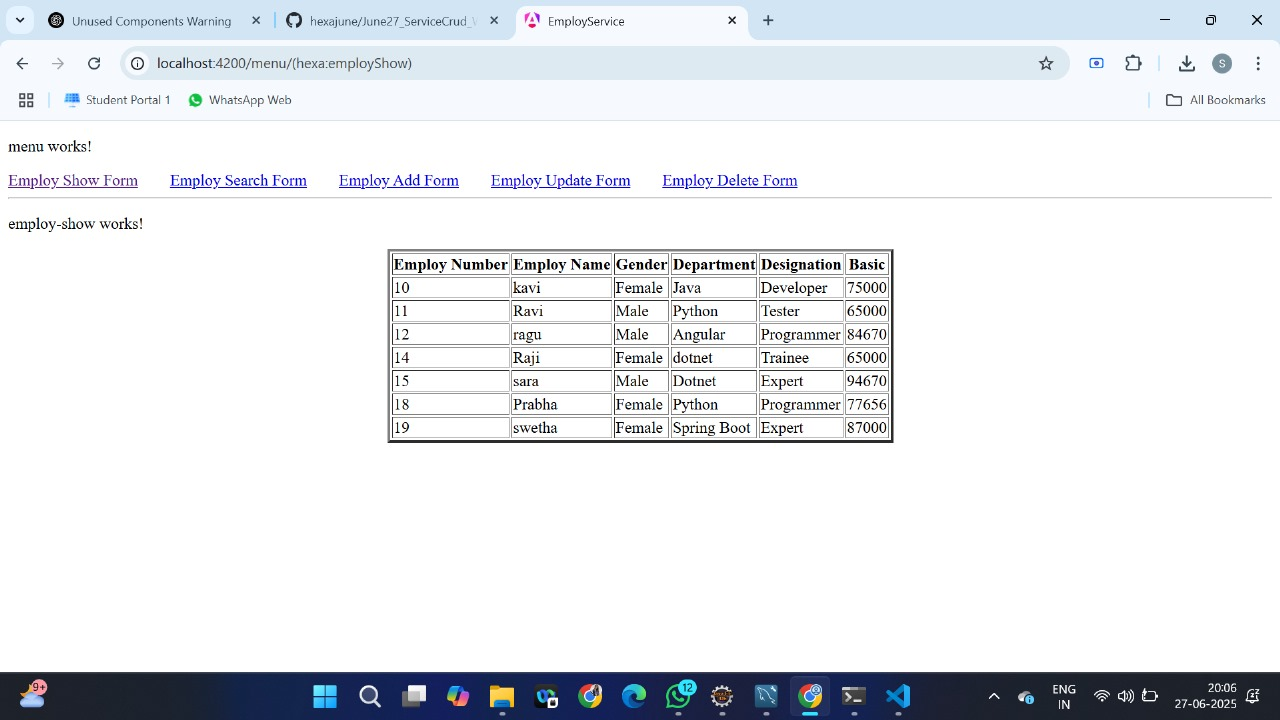 Unused Components Warning
hexajune/June27_ServiceCrud_
EmployService
localhost:4200/menu/(hexa:employShow)
S
Student Portal 1
WhatsApp Web
All Bookmarks
menu works!
Employ Show Form Employ Search Form Employ Add Form Employ Update Form Employ Delete Form
employ-show works!
Employ Number Employ Name Gender Department Designation Basic
10 kavi Female Java Developer 75000
11 Ravi Male Python Tester 65000
12 ragu Male Angular Programmer 84670
14 Raji Female dotnet Trainee 65000
15 sara Male Dotnet Expert 94670
18 Prabha Female Python Programmer 77656
19 swetha Female Spring Boot Expert 87000
9+
12
ENG
IN
20:06
27-06-2025